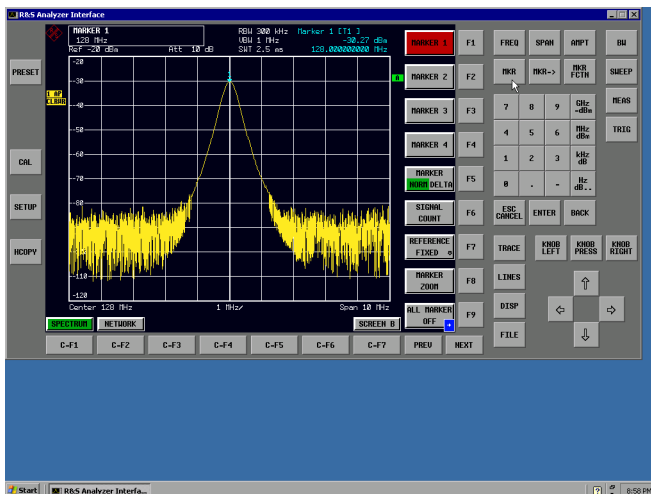 R&S Analyzer Interface
MARKER 1
128 MHz
RBW 300 kHz Marker 1 [T1 ]
VBW 1 MHz -30.27 dBm
Ref -20 dBm Att 10 dB SWT 2.5 ms 128.000000000 MHz
PRESET
CAL
SETUP
HCOPY
1 AP
CLRWR
A
-20
-30
-50
-60
-70
-80
-110
-120
Center 128 MHz 1 MHz/ Span 10 MHz
SPECTRUM NETWORK SCREEN B
C-F1 C-F2 C-F3 C-F4 C-F5 C-F6 C-F7 PREV NEXT
MARKER 1 F1
MARKER 2 F2
MARKER 3 F3
MARKER 4 F4
MARKER
NORM DELTA F5
SIGNAL
COUNT F6
REFERENCE
FIXED F7
MARKER
ZOOM F8
ALL MARKER
OFF F9
FREQ SPAN AMPT BW
MKR MKR-> MKR
FCTN SWEEP
MEAS
TRIG
7 8 9 GHz
-dBm
4 5 6 MHz
dBm
1 2 3 kHz
dB
0 . - Hz
dB..
ESC
CANCEL ENTER BACK
TRACE KNOB
LEFT KNOB
PRESS KNOB
RIGHT
LINES
DISP
FILE
Start R&S Analyzer Interfa... 8:58 PM